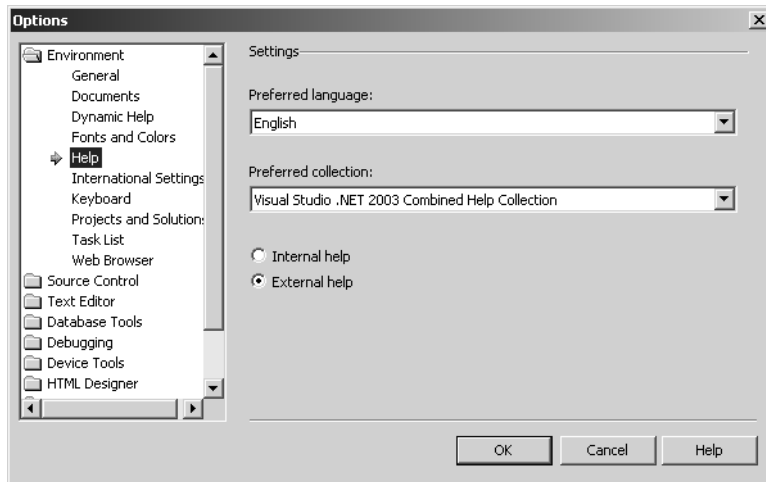 Options
Environment
General
Documents
Dynamic Help
Fonts and Colors
Help
International Settings
Keyboard
Projects and Solution
Task List
Web Browser
Source Control
Text Editor
Database Tools
Debugging
Device Tools
HTML Designer
Settings
Preferred language:
English
Preferred collection:
Visual Studio .NET 2003 Combined Help Collection
Internal help
External help
OK
Cancel
Help